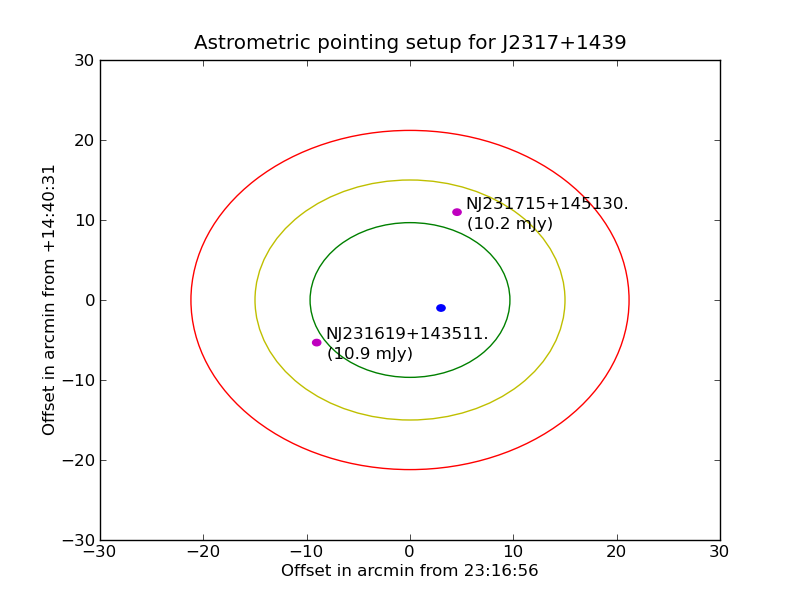 Astrometric pointing setup for J2317+1439
30
20
10
0
−10
−20
−30
Offset in arcmin from +14:40:31
NJ231715+145130.
(10.2 mJy)
NJ231619+143511.
(10.9 mJy)
−30
−20
−10
0
10
20
30
Offset in arcmin from 23:16:56